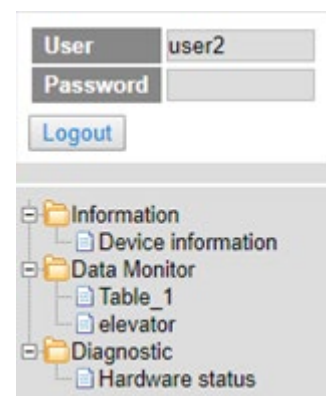 User user2
Password
Logout
Information
Device information
Data Monitor
Table_1
elevator
Diagnostic
Hardware status